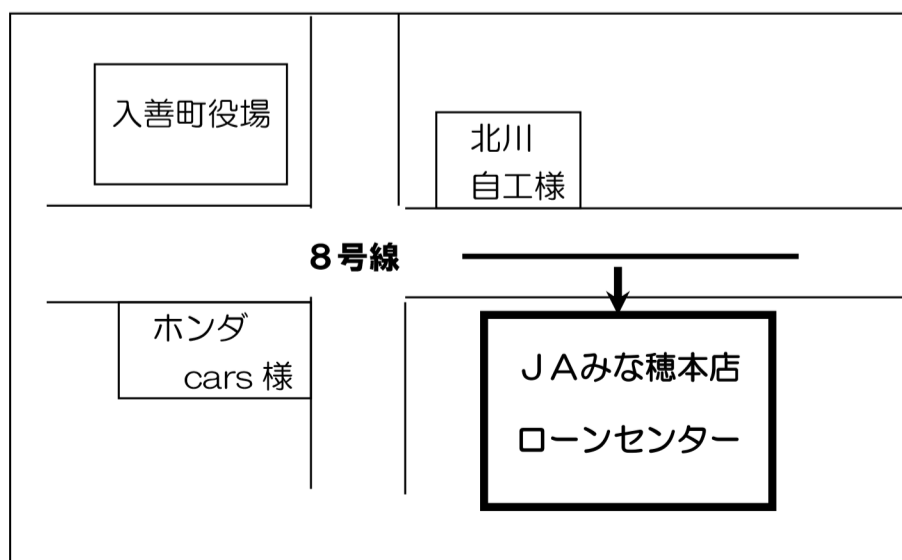 入善町役場
北川
自工様
８号線
ホンダ
cars 様
ＪＡみな穂本店
ローンセンター